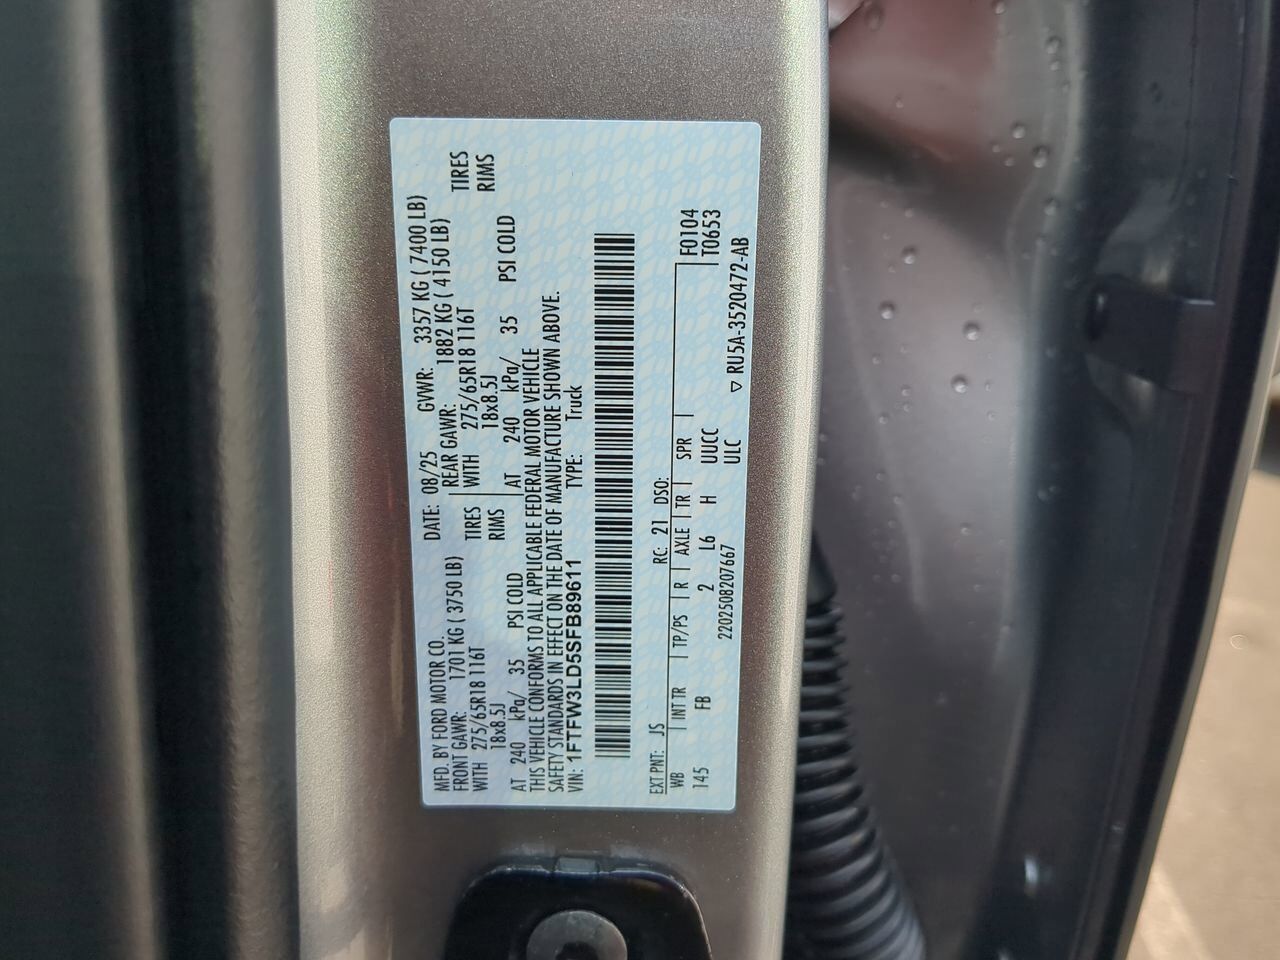 MFD. BY FORD MOTOR CO. DATE: 08/25 GVWR: 3357 KG ( 7400 LB)
FRONT GAWR: 1701 KG ( 3750 LB) REAR GAWR: 1882 KG ( 4150 LB)
WITH 275/65R18 116T TIRES WITH 275/65R18 116T TIRES
18x8.5J RIMS 18x8.5J RIMS
AT 240 kPa/ 35 PSI COLD AT 240 kPa/ 35 PSI COLD
THIS VEHICLE CONFORMS TO ALL APPLICABLE FEDERAL MOTOR VEHICLE
SAFETY STANDARDS IN EFFECT ON THE DATE OF MANUFACTURE SHOWN ABOVE.
VIN: 1FTFW3LD5SFB89611 TYPE: Truck
EXT PNT: JS RC: 21 DSO:
WB INT TR TP/PS R AXLE TR SPR F0104
145 FB 2 L6 H UUCC T0653
2202508207667 ULC
▽ RU5A-3520472-AB